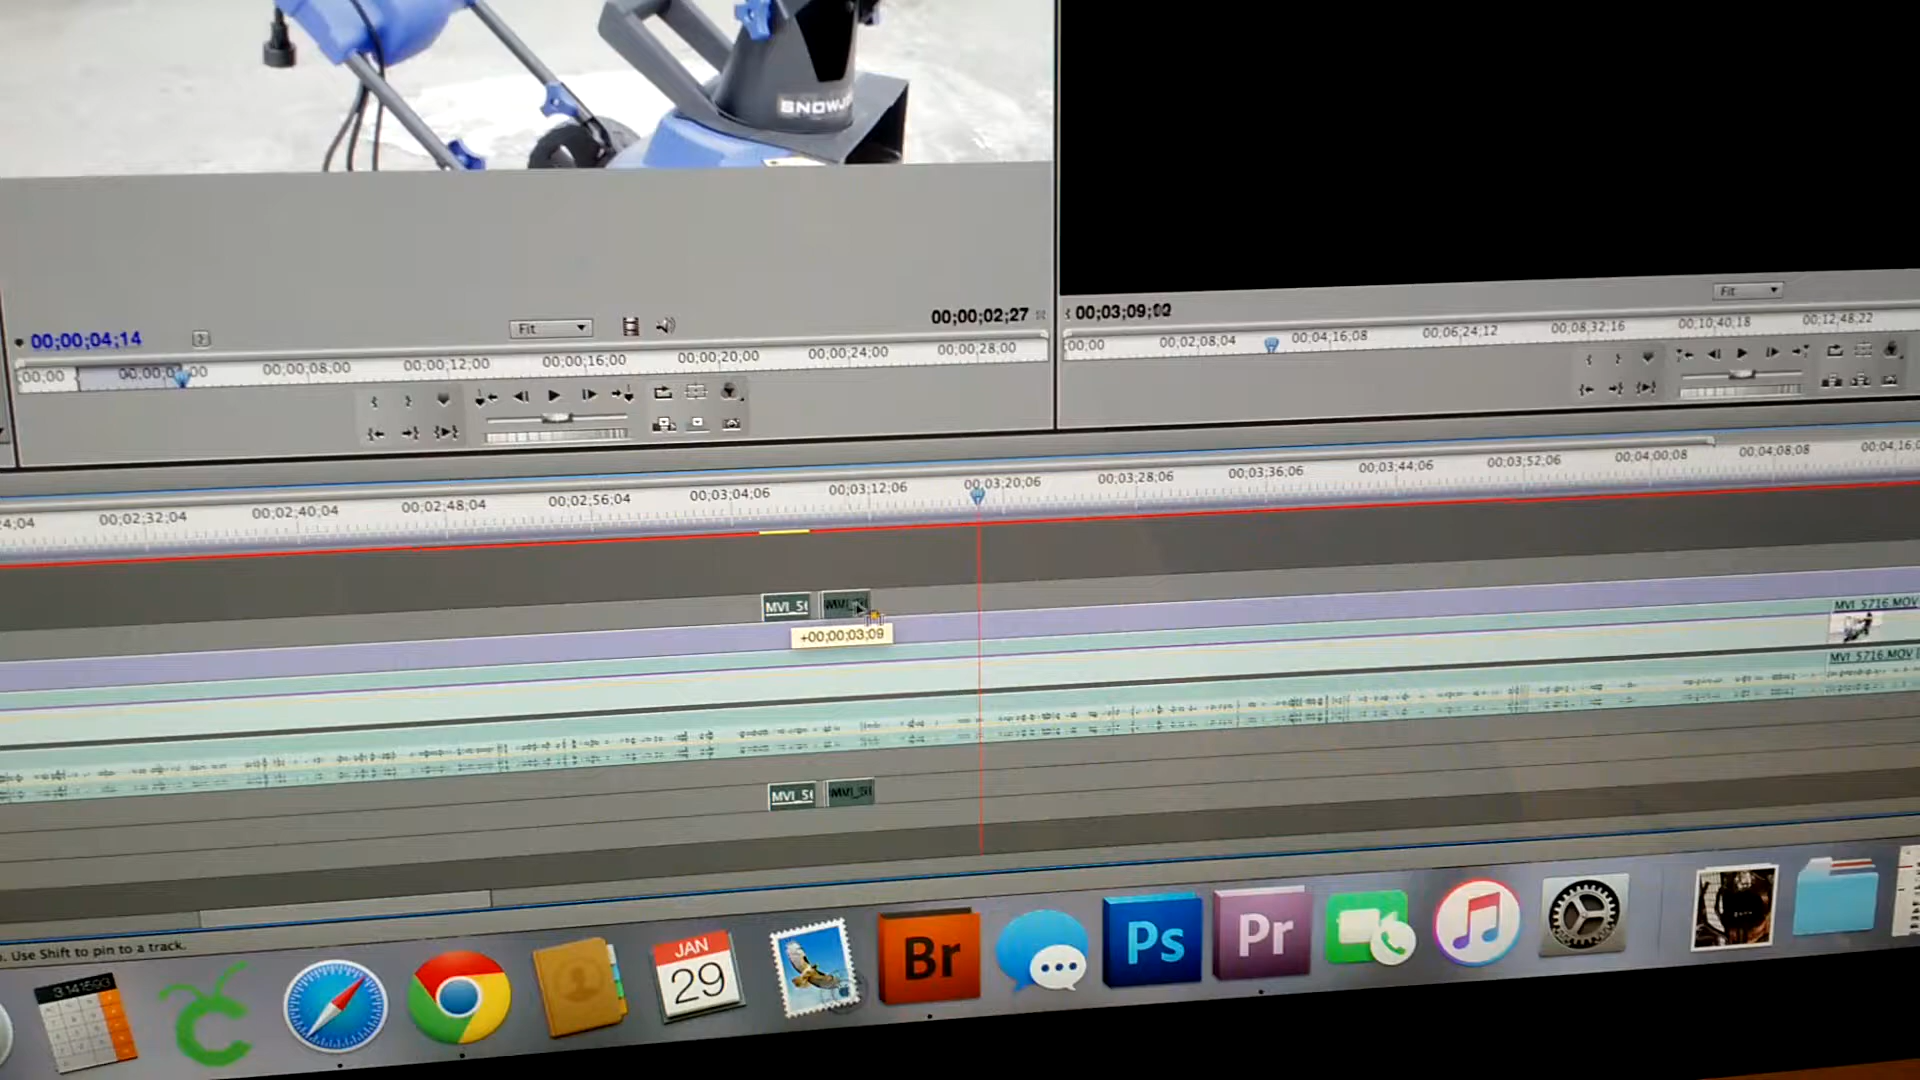 SNOWJ
00;00;04;14
Fit
00;00;02;27
00;03;09;02
Fit
00;00
00;00;08;00
00;00;12;00
00;00;16;00
00;00;20;00
00;00;24;00
00;00;28;00
00;00
00;02;08;04
00;04;16;08
00;06;24;12
00;08;32;16
00;10;40;18
00;12;48;22
24;04
00;02;32;04
00;02;40;04
00;02;48;04
00;02;56;04
00;03;04;06
00;03;12;06
00;03;20;06
00;03;28;06
00;03;36;06
00;03;44;06
00;03;52;06
00;04;00;08
00;04;08;08
00;04;16;0
MVI_5
+00;00;03;09
MVI_5716.MOV
MVI_5716.MOV
MVI_5
MVI_5
. Use Shift to pin to a track.
3.141593
JAN
29
Br
Ps
Pr